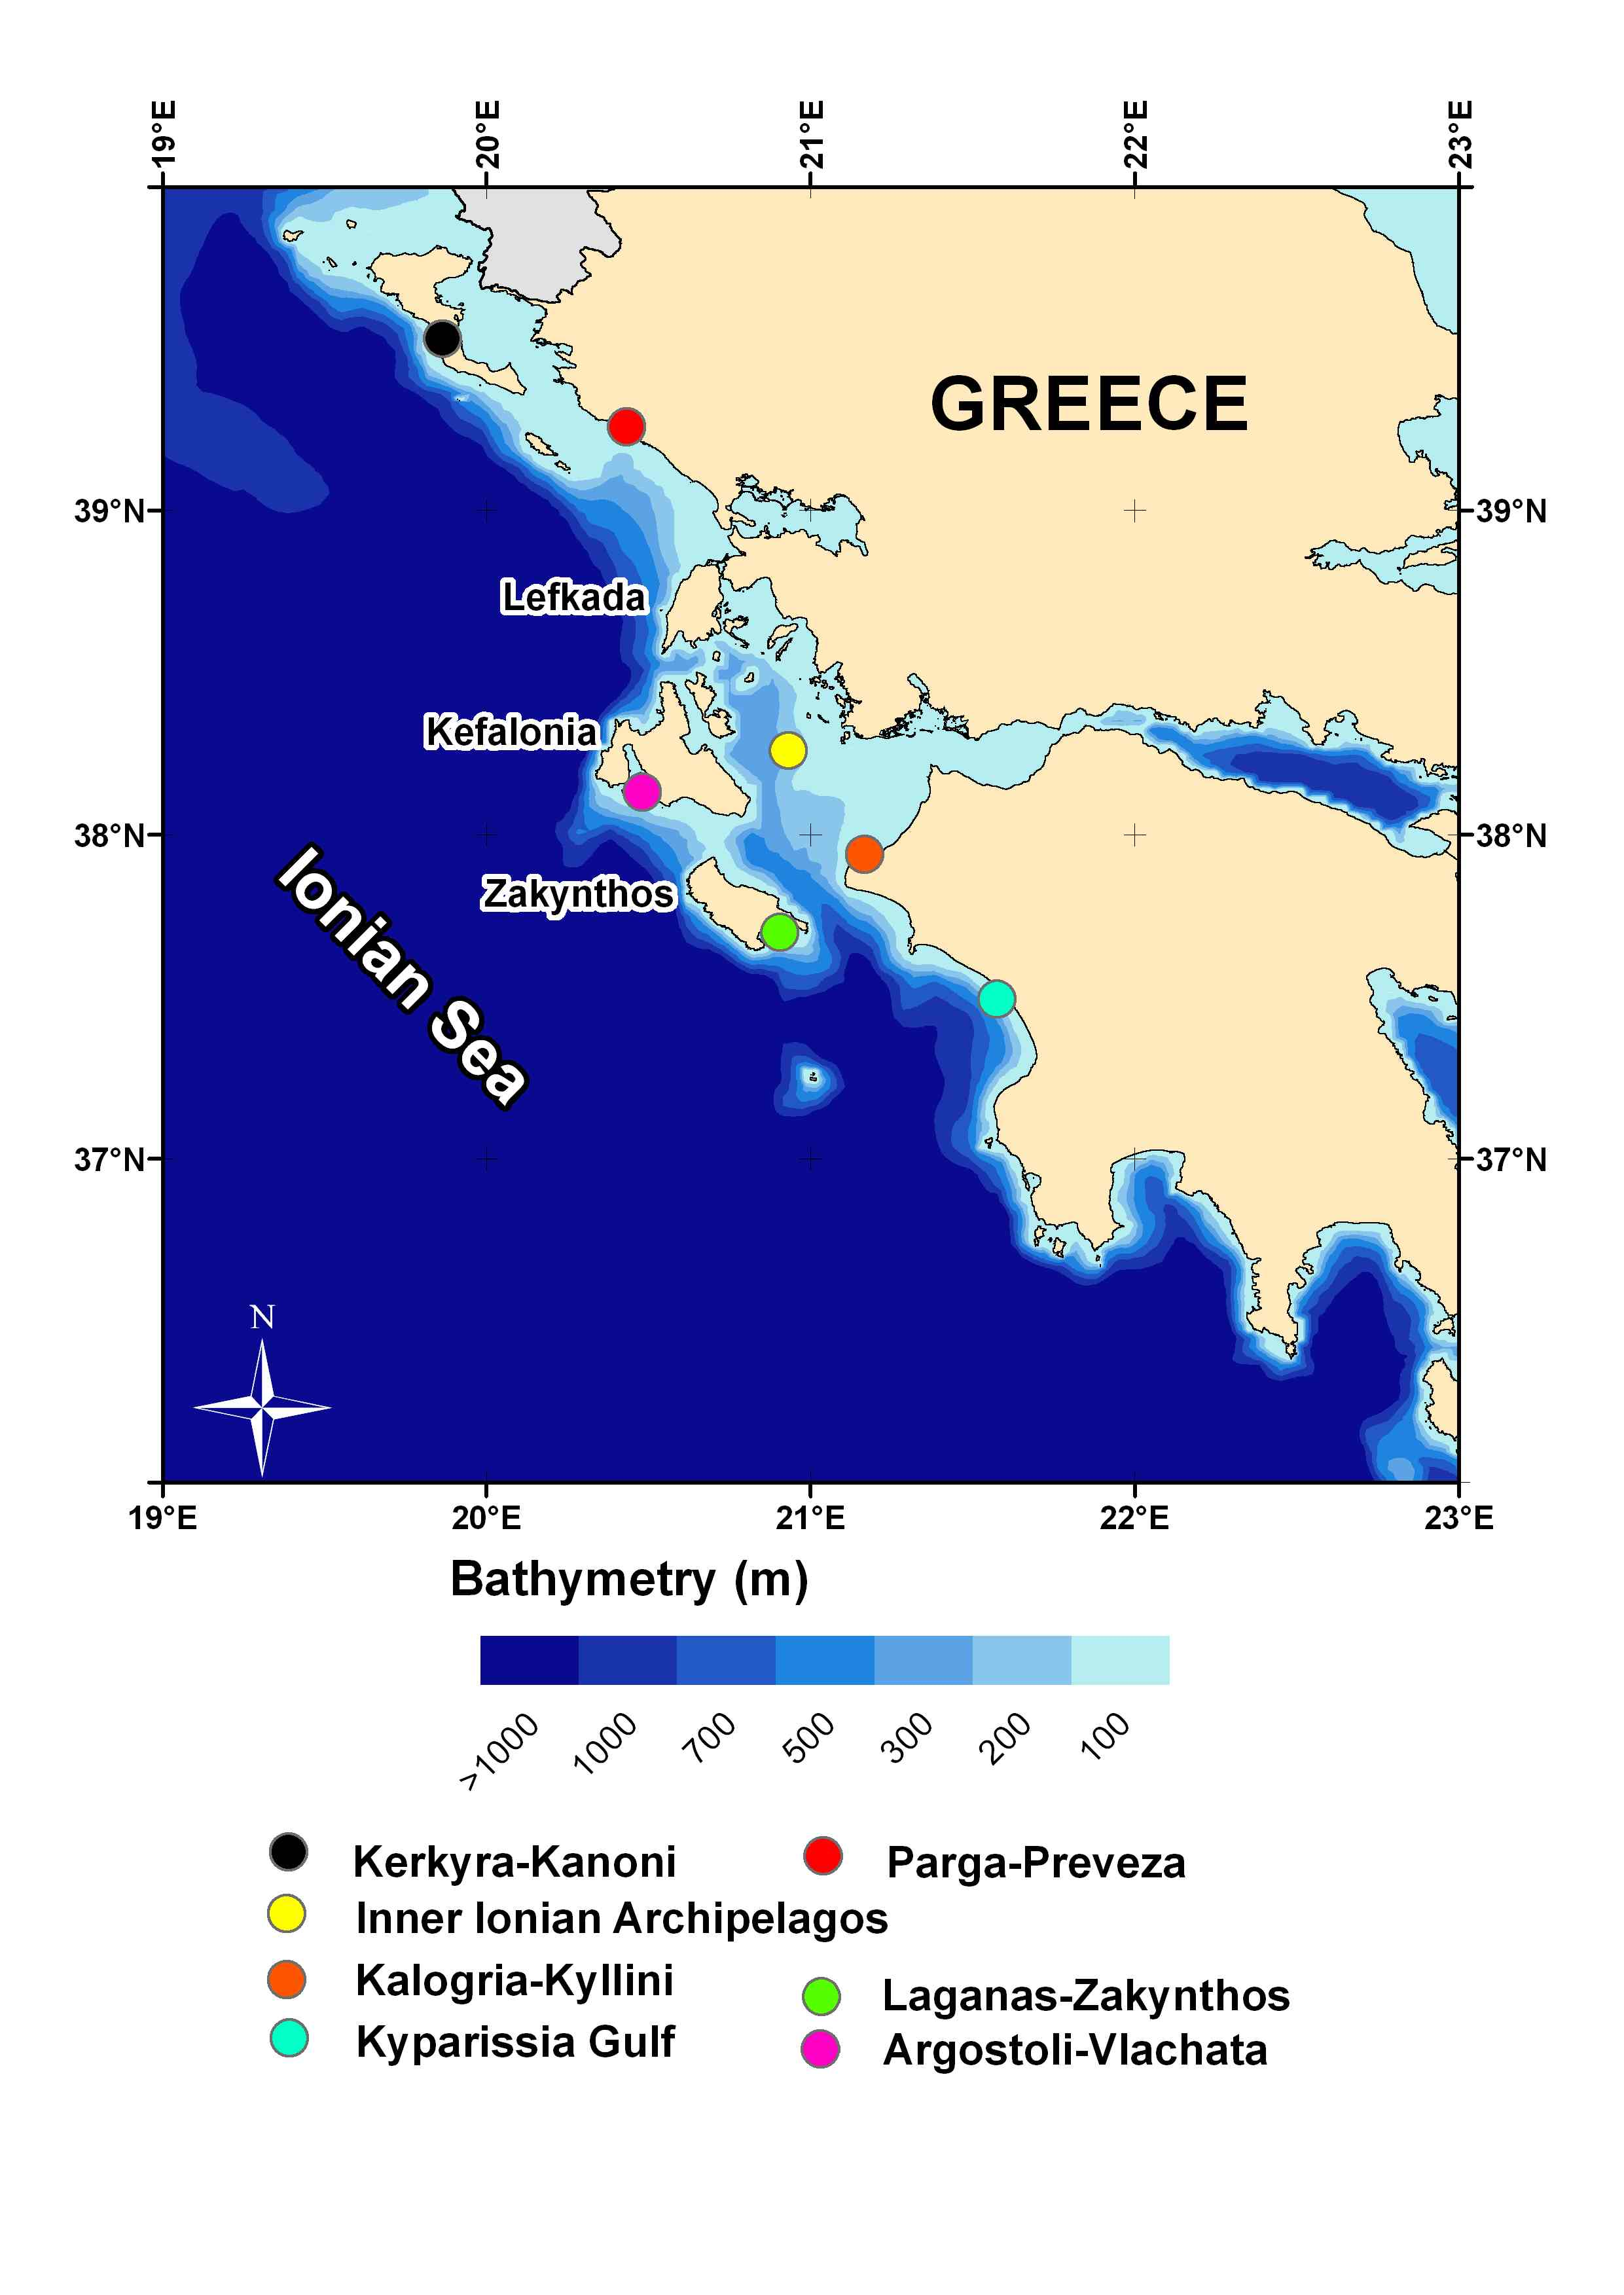 19°E 20°E 21°E 22°E 23°E
GREECE
39°N 39°N
Lefkada
Kefalonia
38°N 38°N
Zakynthos
Ionian Sea
37°N 37°N
N
19°E 20°E 21°E 22°E 23°E
Bathymetry (m)
>1000 1000 700 500 300 200 100
Kerkyra-Kanoni Parga-Preveza
Inner Ionian Archipelagos
Kalogria-Kyllini Laganas-Zakynthos
Kyparissia Gulf Argostoli-Vlachata